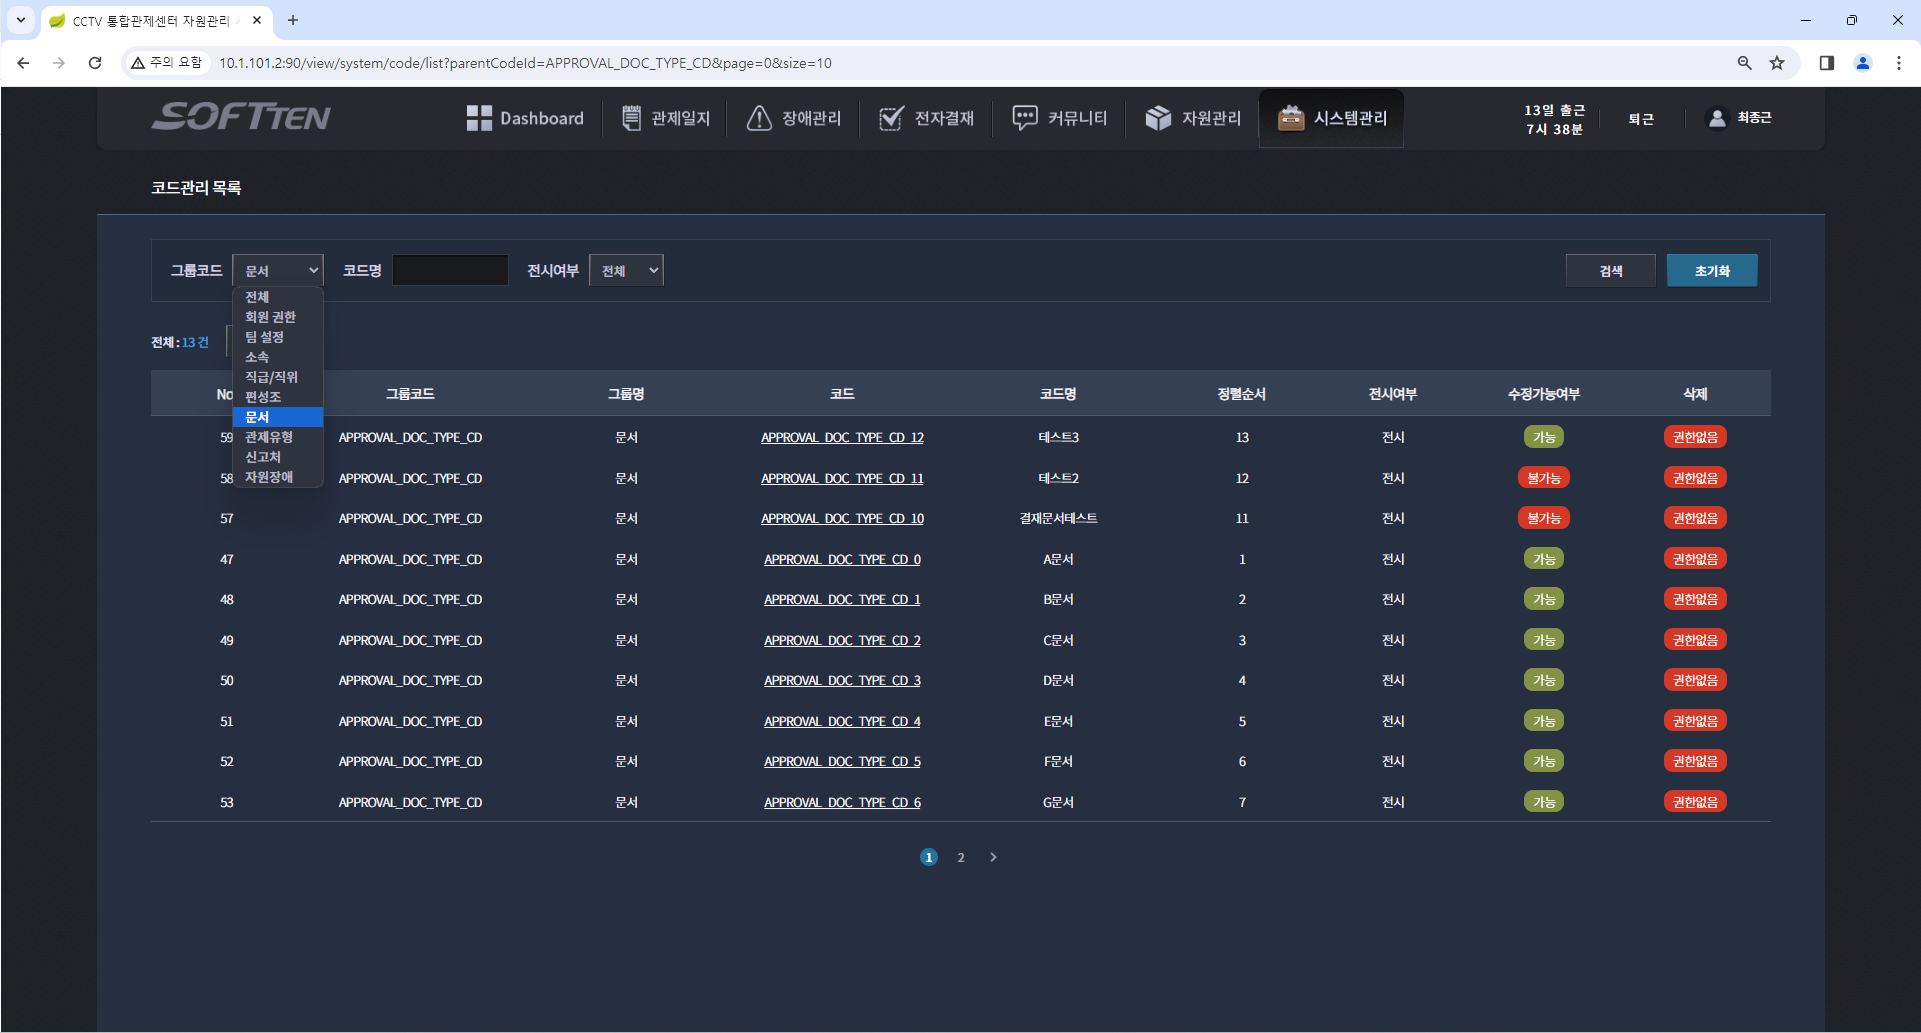 CCTV 통합관제센터 자원관리
주의 요함
10.1.101.2:90/view/system/code/list?parentCodeId=APPROVAL_DOC_TYPE_CD&page=0&size=10
SOFTTEN
Dashboard
관제일지
장애관리
전자결재
커뮤니티
자원관리
시스템관리
13일 출근
7시 38분
퇴근
최종근
코드관리 목록
그룹코드 문서 코드명 전시여부 전체 검색 초기화
전체
회원 권한
팀 설정
소속
직급/직위
편성조
문서
관제유형
신고처
자원장애
전체 : 13 건
No 그룹코드 그룹명 코드 코드명 정렬순서 전시여부 수정가능여부 삭제
59 APPROVAL_DOC_TYPE_CD 문서 APPROVAL_DOC_TYPE_CD_12 테스트3 13 전시 가능 권한없음
58 APPROVAL_DOC_TYPE_CD 문서 APPROVAL_DOC_TYPE_CD_11 테스트2 12 전시 불가능 권한없음
57 APPROVAL_DOC_TYPE_CD 문서 APPROVAL_DOC_TYPE_CD_10 결재문서테스트 11 전시 불가능 권한없음
47 APPROVAL_DOC_TYPE_CD 문서 APPROVAL_DOC_TYPE_CD_0 A문서 1 전시 가능 권한없음
48 APPROVAL_DOC_TYPE_CD 문서 APPROVAL_DOC_TYPE_CD_1 B문서 2 전시 가능 권한없음
49 APPROVAL_DOC_TYPE_CD 문서 APPROVAL_DOC_TYPE_CD_2 C문서 3 전시 가능 권한없음
50 APPROVAL_DOC_TYPE_CD 문서 APPROVAL_DOC_TYPE_CD_3 D문서 4 전시 가능 권한없음
51 APPROVAL_DOC_TYPE_CD 문서 APPROVAL_DOC_TYPE_CD_4 E문서 5 전시 가능 권한없음
52 APPROVAL_DOC_TYPE_CD 문서 APPROVAL_DOC_TYPE_CD_5 F문서 6 전시 가능 권한없음
53 APPROVAL_DOC_TYPE_CD 문서 APPROVAL_DOC_TYPE_CD_6 G문서 7 전시 가능 권한없음
1 2